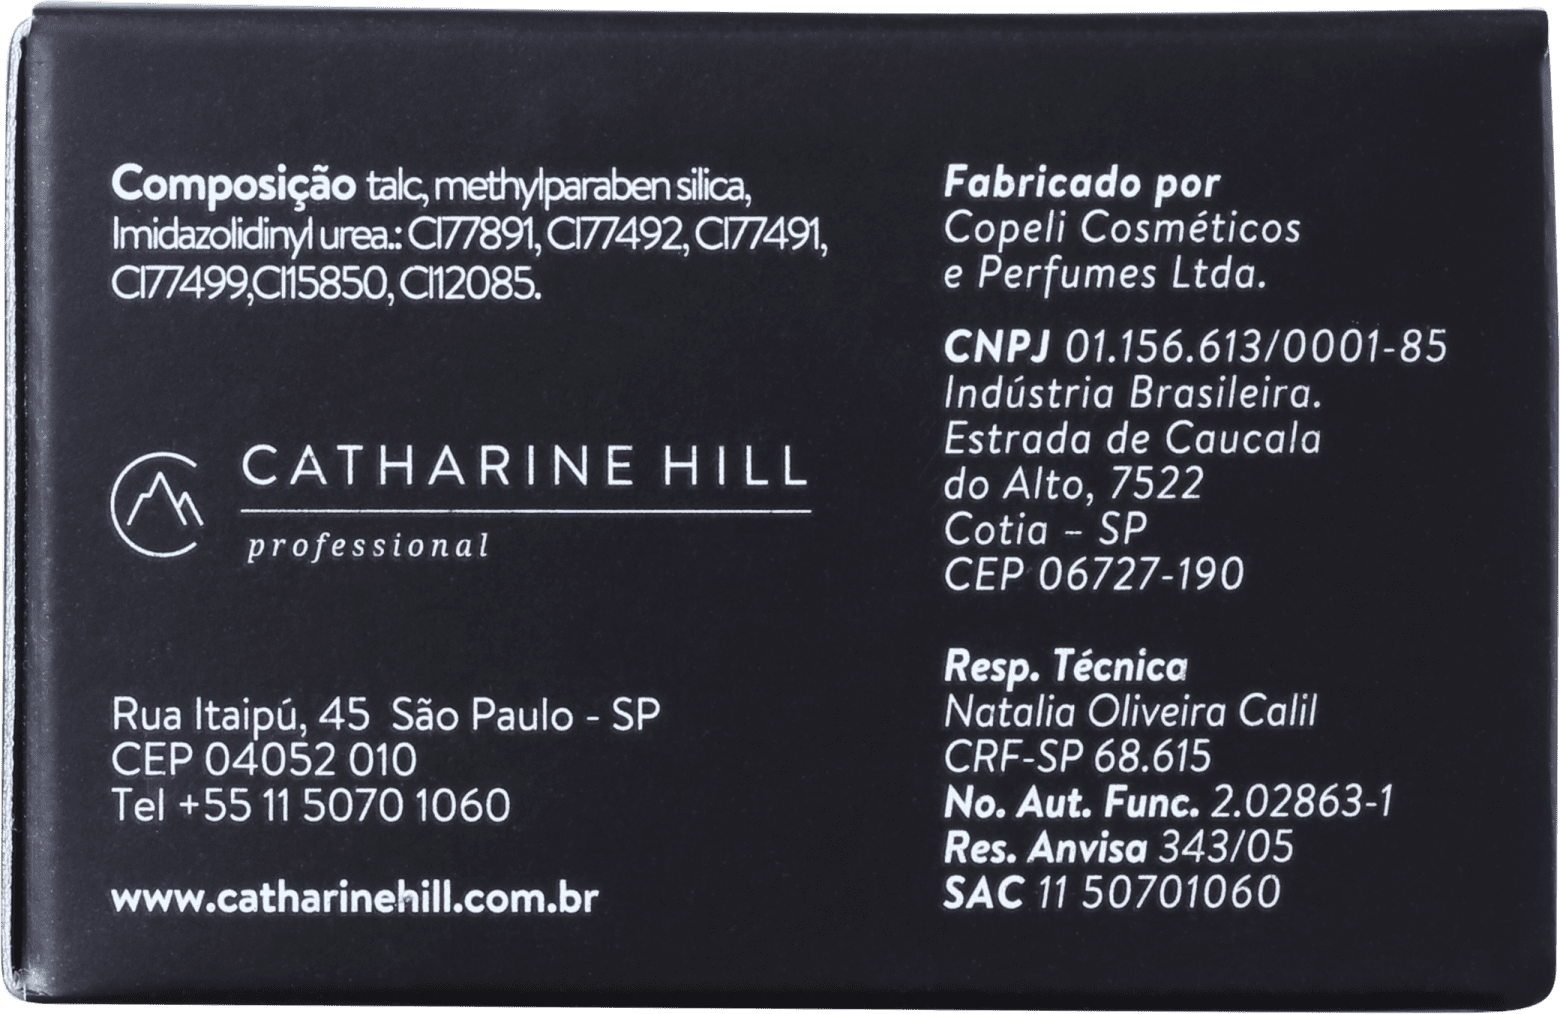 Composição talc, methylparaben silica,
Imidazolidinyl urea.: CI77891, CI77492, CI77491,
CI77499,CI15850, CI12085.
CATHARINE HILL
professional
Rua Itaipú, 45 São Paulo - SP
CEP 04052 010
Tel +55 11 5070 1060
www.catharinehill.com.br
Fabricado por
Copeli Cosméticos
e Perfumes Ltda.
CNPJ 01.156.613/0001-85
Indústria Brasileira.
Estrada de Caucala
do Alto, 7522
Cotia – SP
CEP 06727-190
Resp. Técnica
Natalia Oliveira Calil
CRF-SP 68.615
No. Aut. Func. 2.02863-1
Res. Anvisa 343/05
SAC 11 50701060